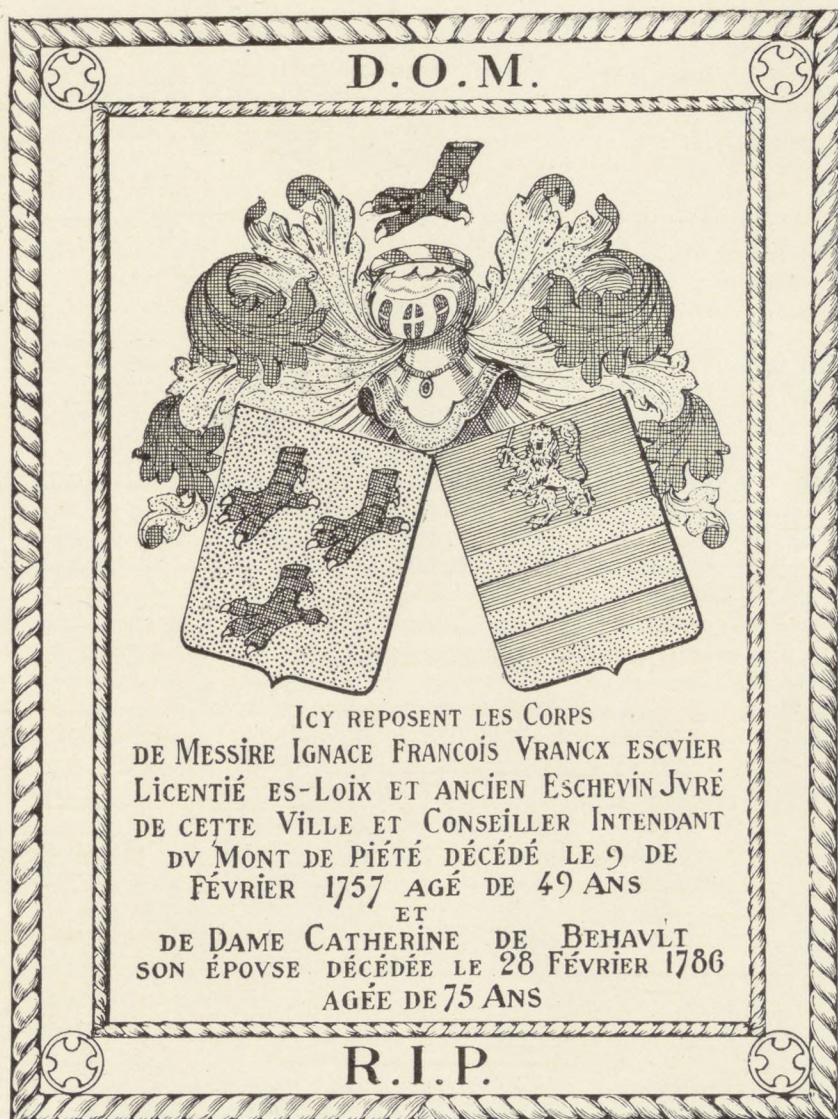 D.O.M.
ICY REPOSENT LES CORPS
DE MESSIRE IGNACE FRANCOIS VRANCX ESCVIER
LICENTIÉ ES-LOIX ET ANCIEN ESCHEVIN JVRÉ
DE CETTE VILLE ET CONSEILLER INTENDANT
DV MONT DE PIÉTÉ DÉCÉDÉ LE 9 DE
FÉVRIER 1757 AGÉ DE 49 ANS
ET
DE DAME CATHERINE DE BEHAVLT
SON ÉPOVSE DÉCÉDÉE LE 28 FÉVRIER 1786
AGÉE DE 75 ANS
R.I.P.